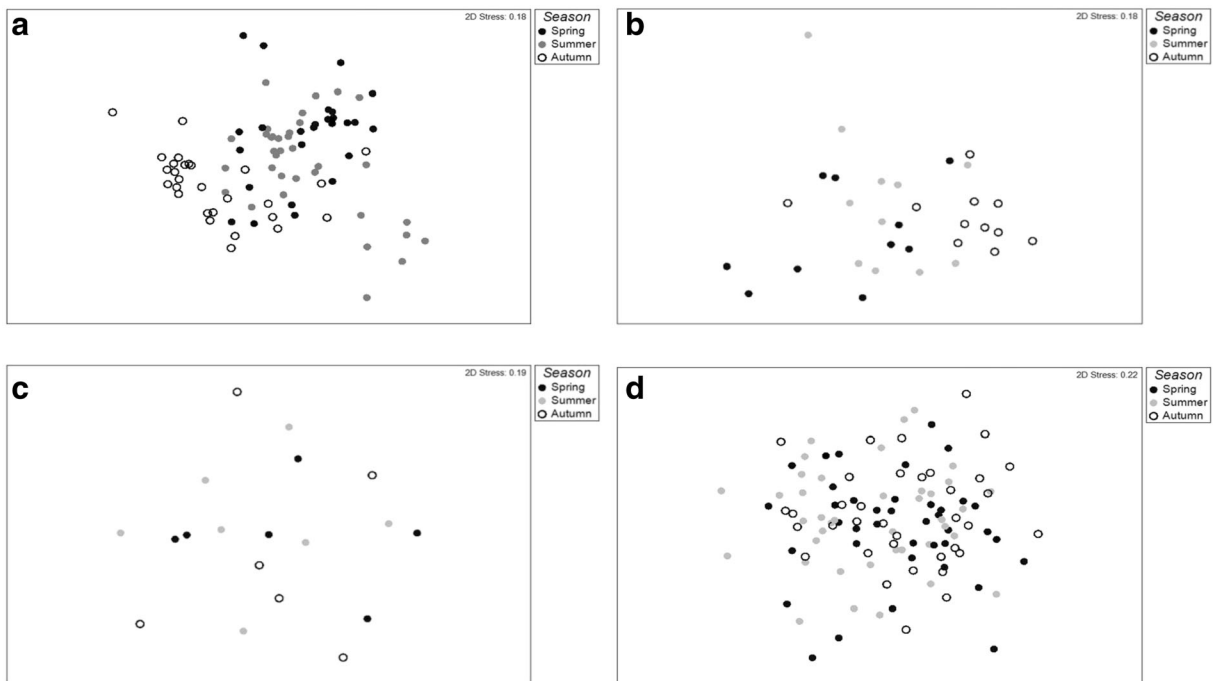 a
2D Stress: 0.18
Season
Spring
Summer
Autumn
b
2D Stress: 0.18
Season
Spring
Summer
Autumn
c
2D Stress: 0.19
Season
Spring
Summer
Autumn
d
2D Stress: 0.22
Season
Spring
Summer
Autumn